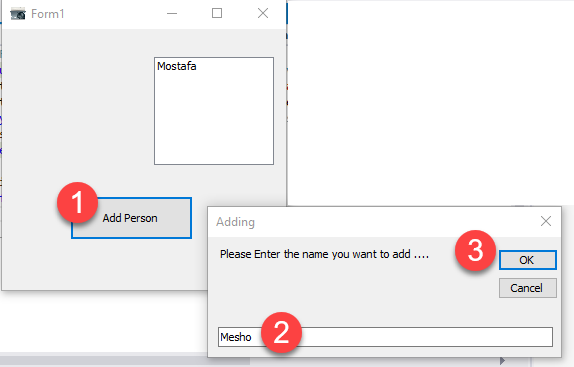 Form1
Mostafa
1
Add Person
Adding
Please Enter the name you want to add ....
3
OK
Cancel
Mesho
2